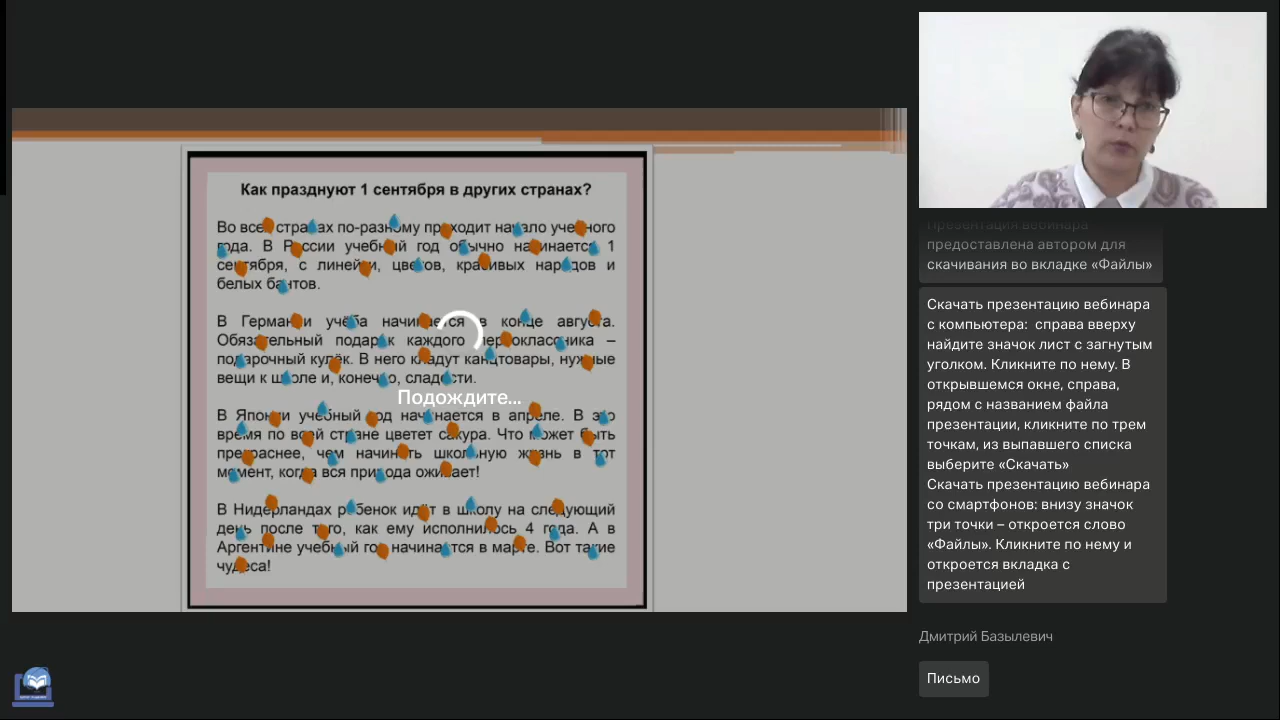 Как празднуют 1 сентября в других странах?
Во всех странах по-разному проходит начало учебного
года. В России учебный год обычно начинается 1
сентября, с линейки, цветов, красивых нарядов и
белых бантов.
В Германии учёба начинается в конце августа.
Обязательный подарок каждого первоклассника –
подарочный кулёк. В него кладут канцтовары, нужные
вещи к школе и, конечно, сладости.
Подождите...
В Японии учебный год начинается в апреле. В это
время по всей стране цветет сакура. Что может быть
прекраснее, чем начинать школьную жизнь в тот
момент, когда вся природа оживает!
В Нидерландах ребенок идёт в школу на следующий
день после того, как ему исполнилось 4 года. А в
Аргентине учебный год начинается в марте. Вот такие
чудеса!
Презентация вебинара
предоставлена автором для
скачивания во вкладке «Файлы»
Скачать презентацию вебинара
с компьютера: справа вверху
найдите значок лист с загнутым
уголком. Кликните по нему. В
открывшемся окне, справа,
рядом с названием файла
презентации, кликните по трем
точкам, из выпавшего списка
выберите «Скачать»
Скачать презентацию вебинара
со смартфонов: внизу значок
три точки – откроется слово
«Файлы». Кликните по нему и
откроется вкладка с
презентацией
Дмитрий Базылевич
Письмо